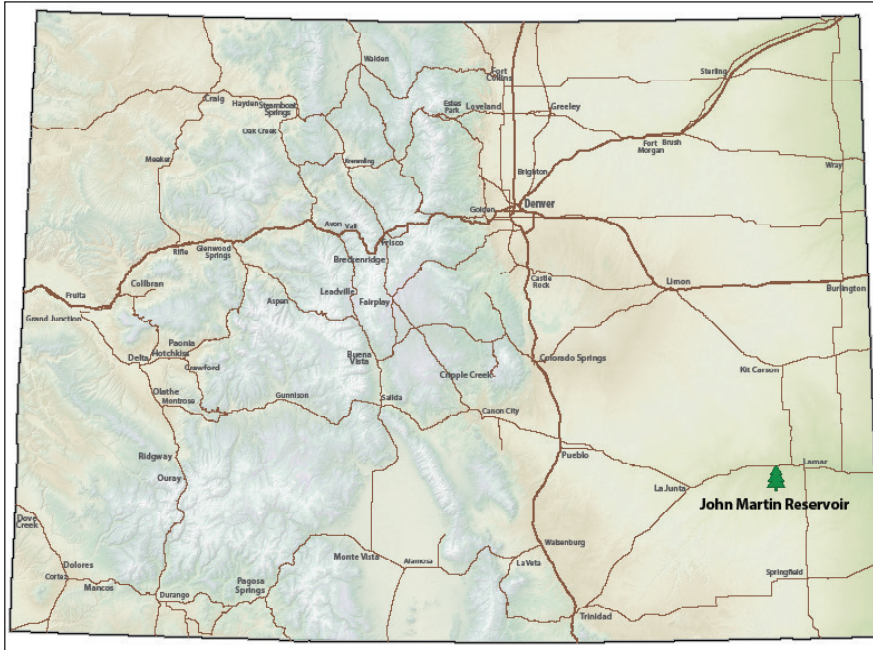 Walden
Fort
Collins
Sterling
Craig
Hayden
Steamboat
Springs
Estes
Park
Loveland
Greeley
Oak Creek
Fort
Morgan
Brush
Meeker
Kremmling
Wray
Brighton
Golden
Denver
Avon
Vail
Rifle
Glenwood
Springs
Frisco
Breckenridge
Collbran
Castle
Rock
Limon
Burlington
Fruita
Leadville
Aspen
Fairplay
Grand Junction
Paonia
Hotchkiss
Delta
Crawford
Buena
Vista
Colorado Springs
Cripple Creek
Kit Carson
Olathe
Montrose
Gunnison
Salida
Canon City
Ridgway
Pueblo
Lamar
Ouray
La Junta
John Martin Reservoir
Dove
Creek
Walsenburg
Monte Vista
Alamosa
La Veta
Dolores
Cortez
Mancos
Pagosa
Springs
Durango
Springfield
Trinidad